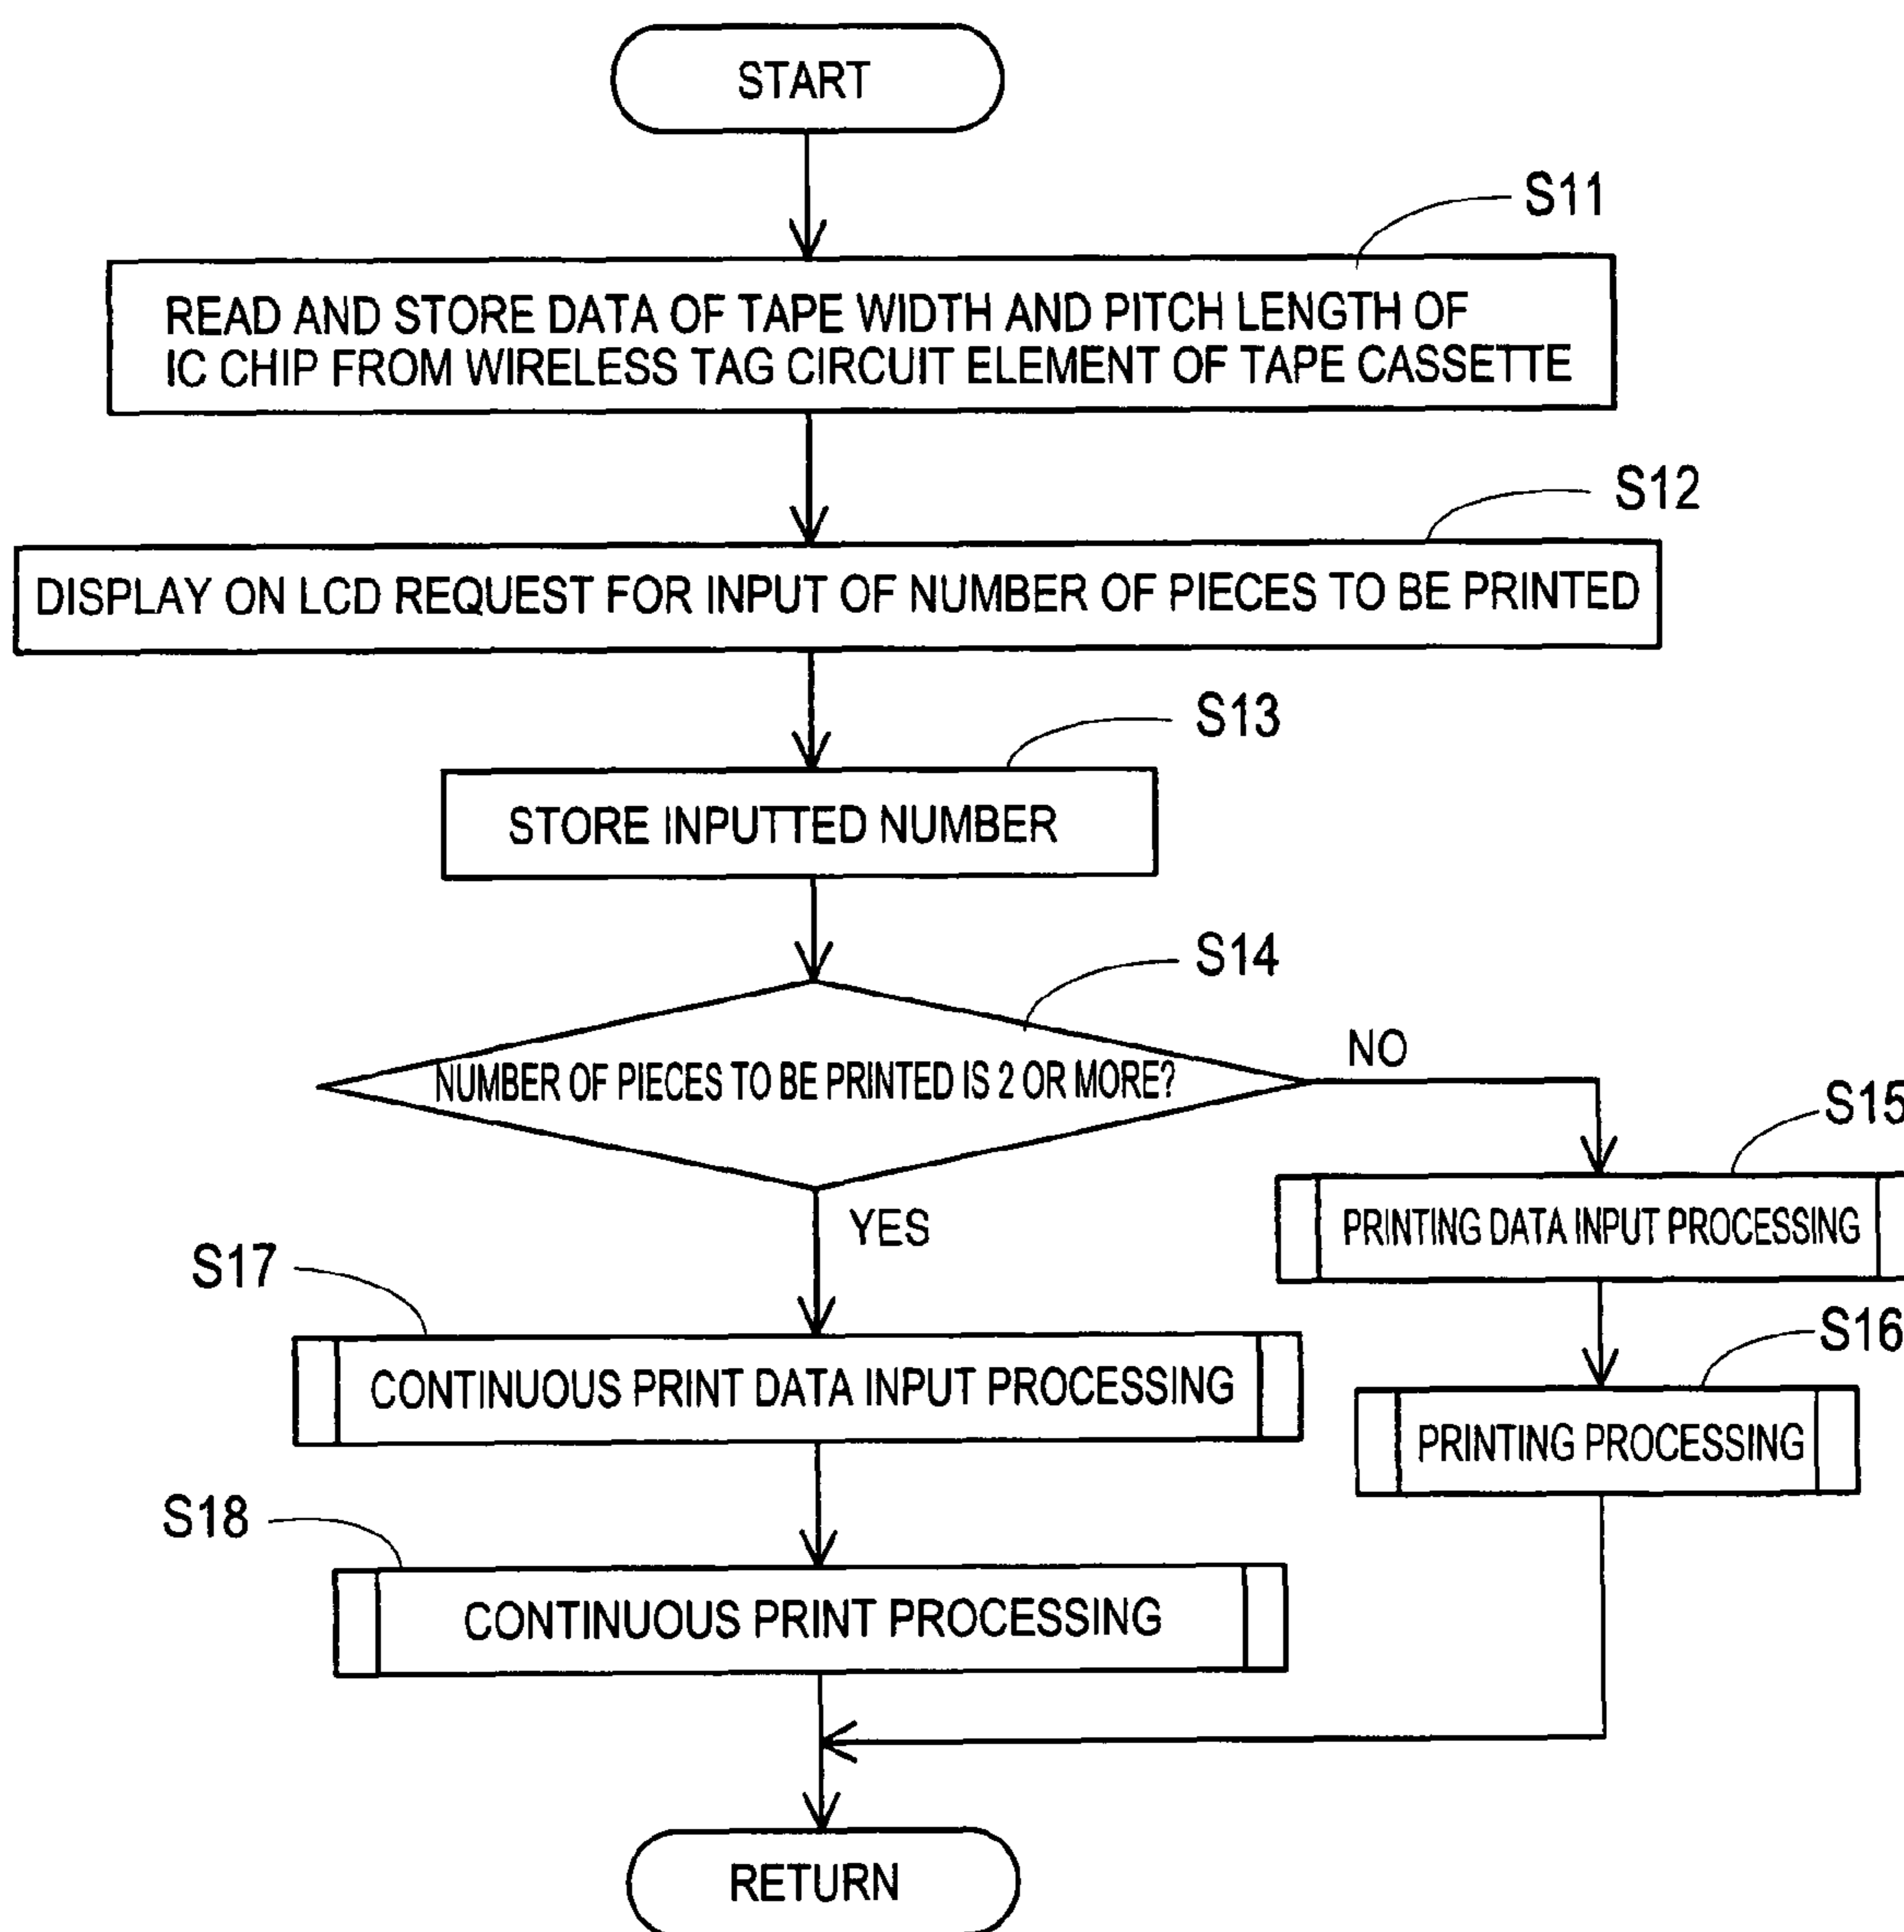 START
S11
READ AND STORE DATA OF TAPE WIDTH AND PITCH LENGTH OF
IC CHIP FROM WIRELESS TAG CIRCUIT ELEMENT OF TAPE CASSETTE
S12
DISPLAY ON LCD REQUEST FOR INPUT OF NUMBER OF PIECES TO BE PRINTED
S13
STORE INPUTTED NUMBER
S14
NUMBER OF PIECES TO BE PRINTED IS 2 OR MORE?
NO
S15
PRINTING DATA INPUT PROCESSING
YES
S17
S16
CONTINUOUS PRINT DATA INPUT PROCESSING
PRINTING PROCESSING
S18
CONTINUOUS PRINT PROCESSING
RETURN